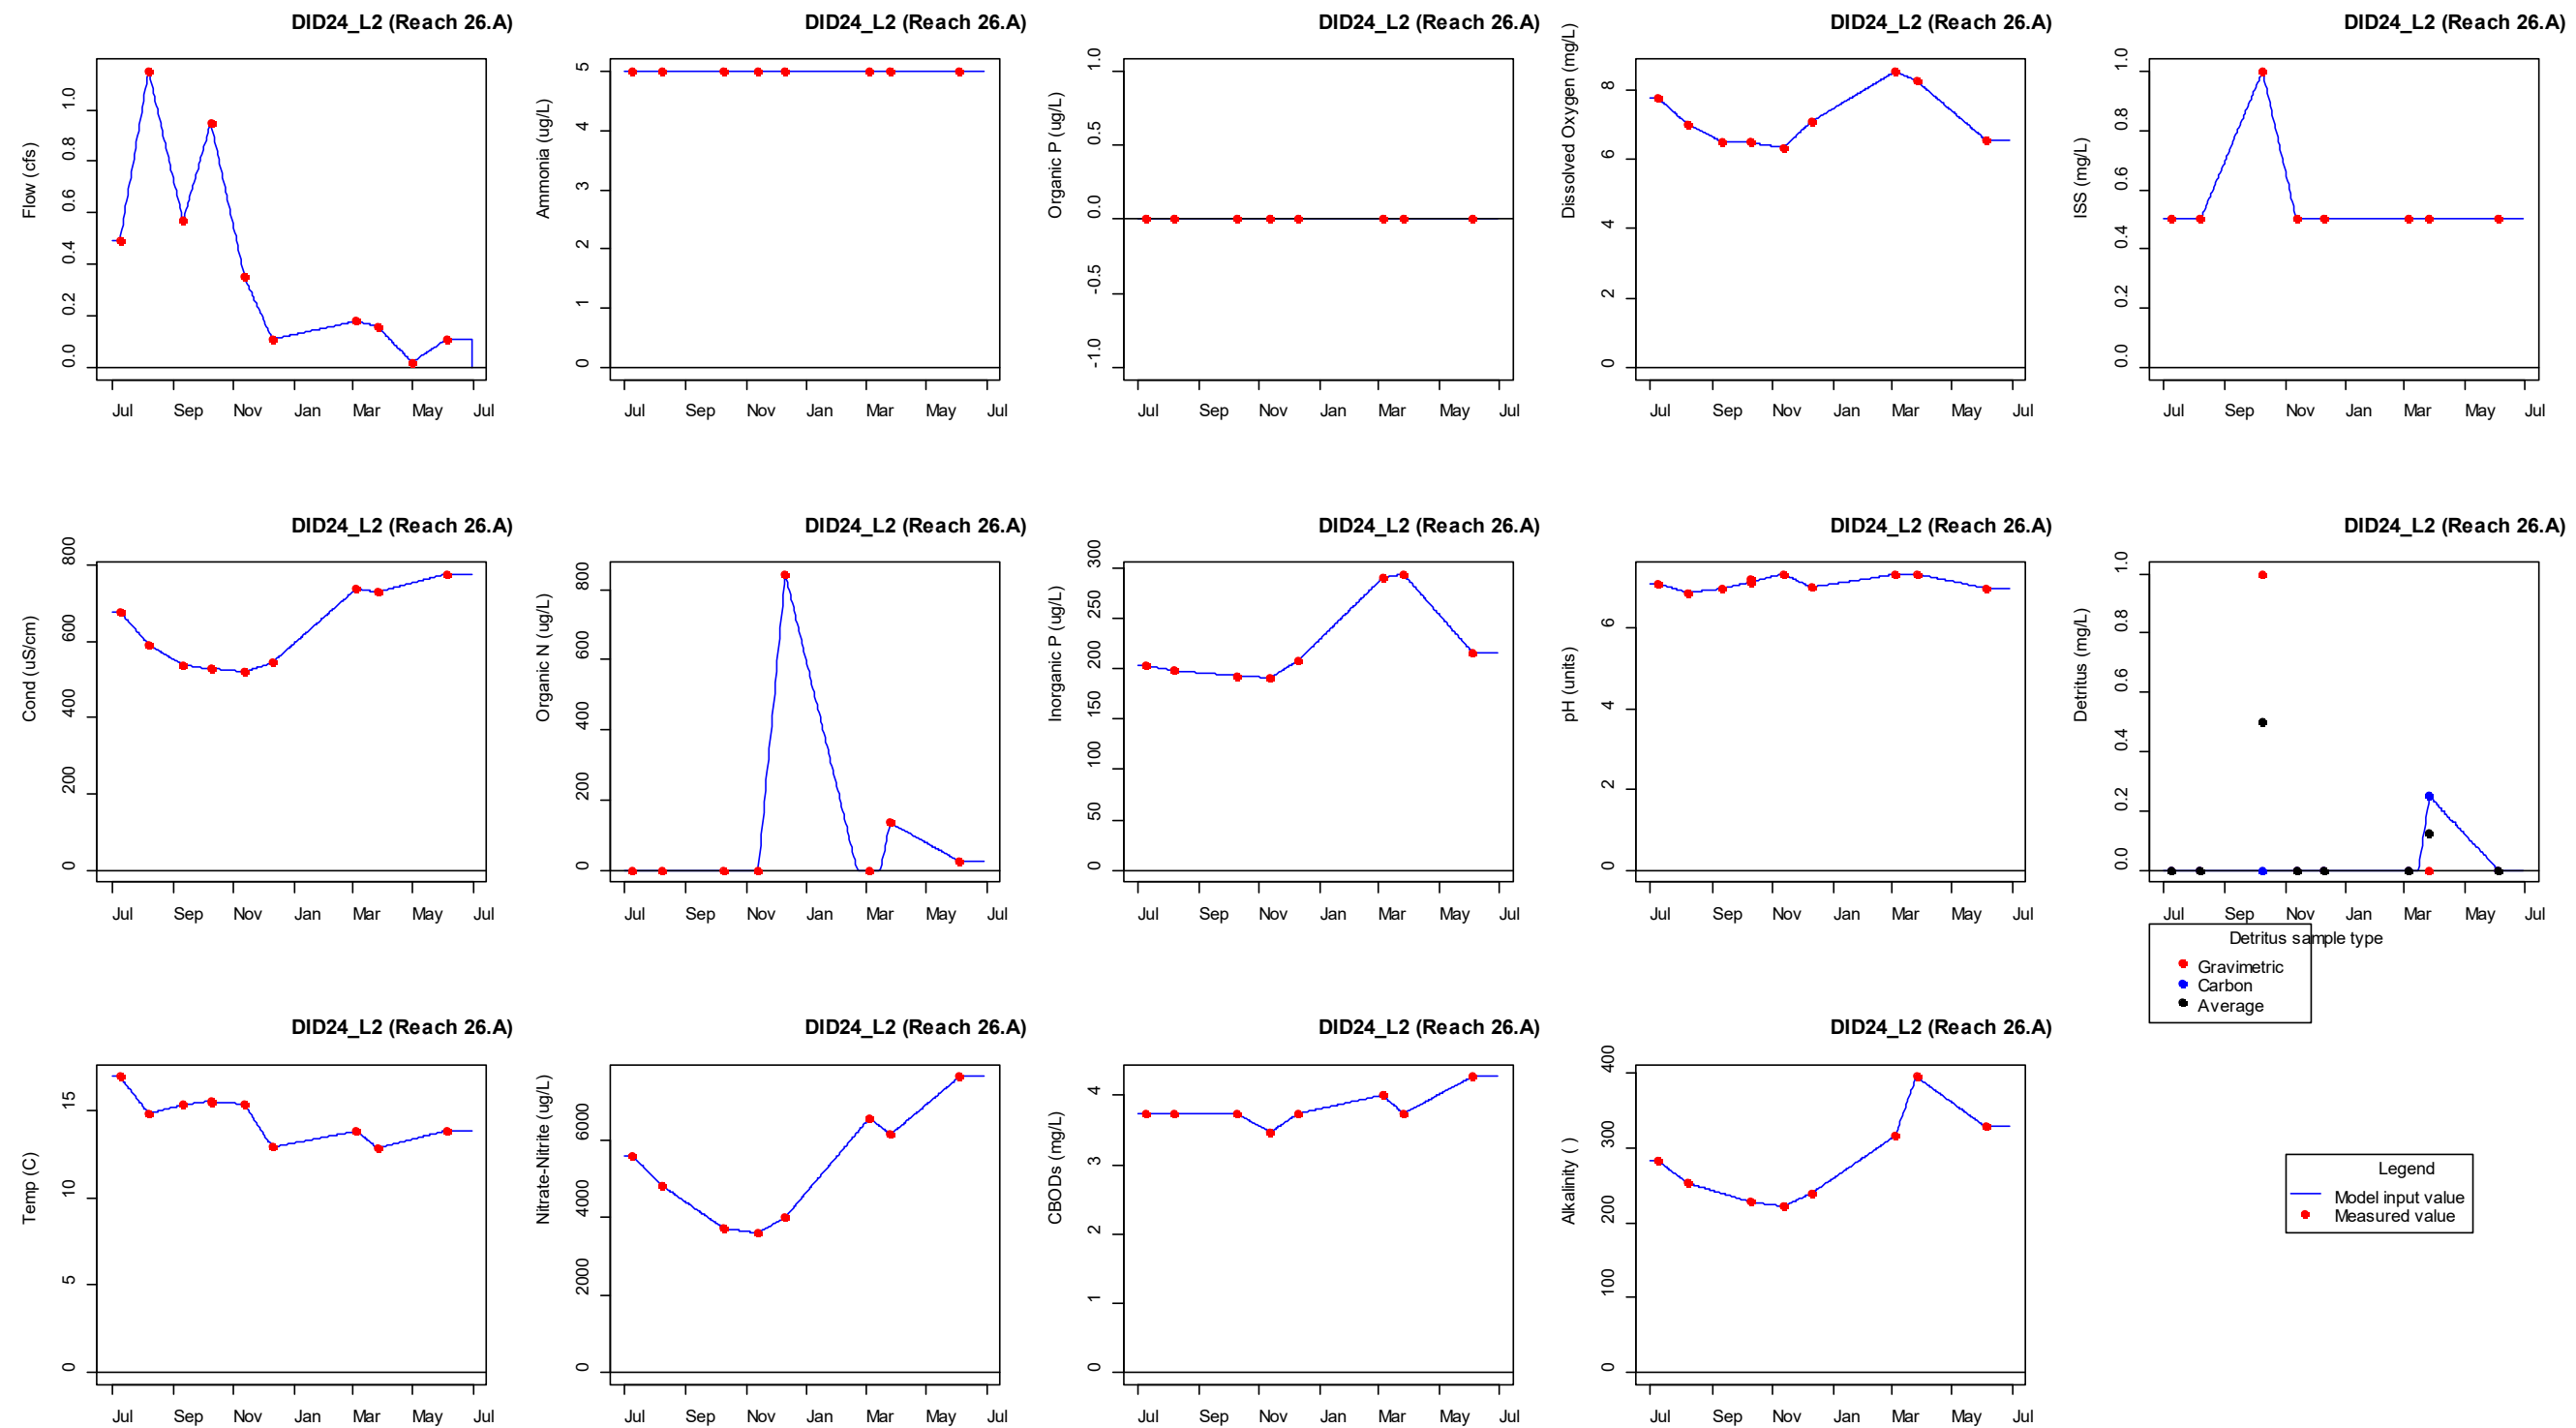 DID24_L2 (Reach 26.A)
Flow (cfs)
0.0 0.2 0.4 0.6 0.8 1.0
Jul Sep Nov Jan Mar May Jul
DID24_L2 (Reach 26.A)
Ammonia (ug/L)
0 1 2 3 4 5
Jul Sep Nov Jan Mar May Jul
DID24_L2 (Reach 26.A)
Organic P (ug/L)
-1.0 -0.5 0.0 0.5 1.0
Jul Sep Nov Jan Mar May Jul
DID24_L2 (Reach 26.A)
Dissolved Oxygen (mg/L)
0 2 4 6 8
Jul Sep Nov Jan Mar May Jul
DID24_L2 (Reach 26.A)
ISS (mg/L)
0.0 0.2 0.4 0.6 0.8 1.0
Jul Sep Nov Jan Mar May Jul
DID24_L2 (Reach 26.A)
Cond (uS/cm)
0 200 400 600 800
Jul Sep Nov Jan Mar May Jul
DID24_L2 (Reach 26.A)
Organic N (ug/L)
0 200 400 600 800
Jul Sep Nov Jan Mar May Jul
DID24_L2 (Reach 26.A)
Inorganic P (ug/L)
0 50 100 150 200 250 300
Jul Sep Nov Jan Mar May Jul
DID24_L2 (Reach 26.A)
pH (units)
0 2 4 6
Jul Sep Nov Jan Mar May Jul
DID24_L2 (Reach 26.A)
Detritus (mg/L)
0.0 0.2 0.4 0.6 0.8 1.0
Jul Sep Nov Jan Mar May Jul
Detritus sample type
Gravimetric
Carbon
Average
DID24_L2 (Reach 26.A)
Temp (C)
0 5 10 15
Jul Sep Nov Jan Mar May Jul
DID24_L2 (Reach 26.A)
Nitrate-Nitrite (ug/L)
0 2000 4000 6000
Jul Sep Nov Jan Mar May Jul
DID24_L2 (Reach 26.A)
CBODs (mg/L)
0 1 2 3 4
Jul Sep Nov Jan Mar May Jul
DID24_L2 (Reach 26.A)
Alkalinity ( )
0 100 200 300 400
Jul Sep Nov Jan Mar May Jul
Legend
Model input value
Measured value